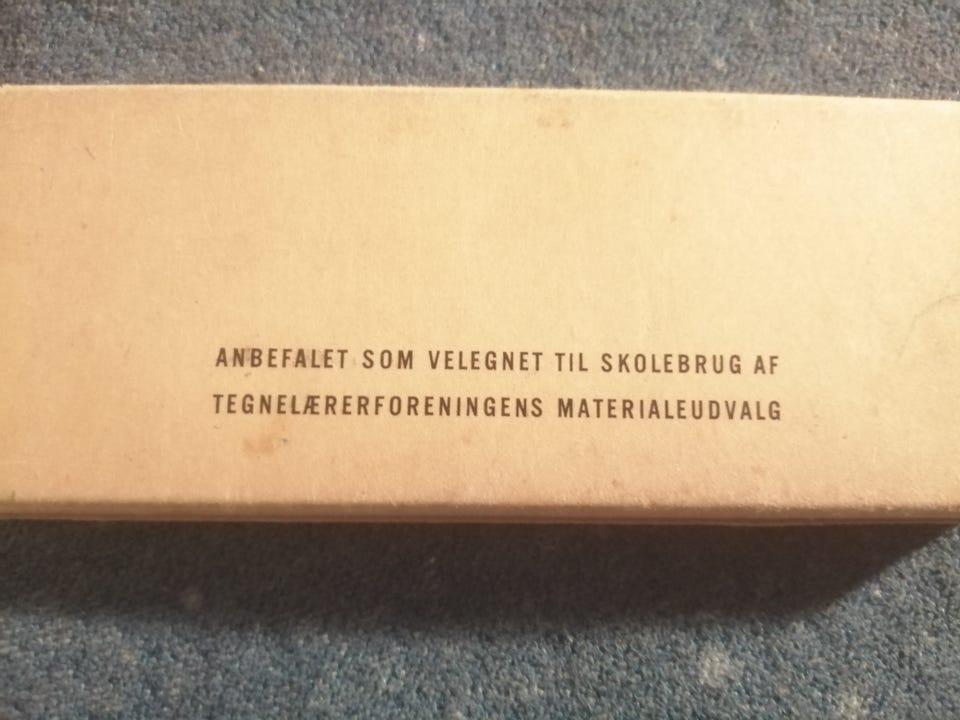 ANBEFALET SOM VELEGNET TIL SKOLEBRUG AF
TEGNELÆRERFORENINGENS MATERIALEUDVALG